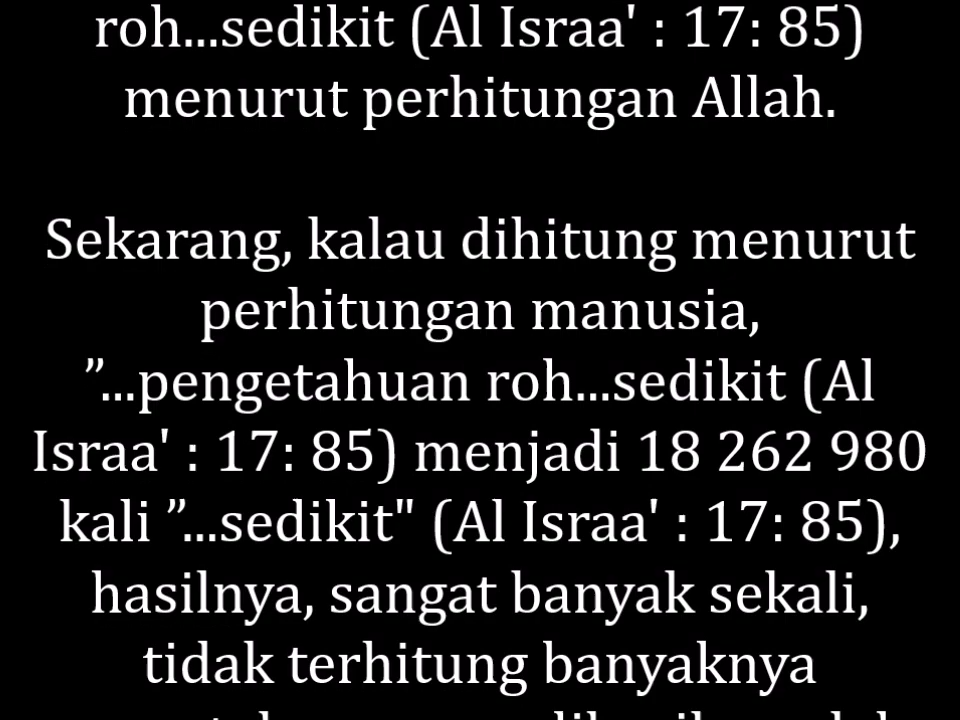 roh...sedikit (Al Israa' : 17: 85)
menurut perhitungan Allah.
Sekarang, kalau dihitung menurut
perhitungan manusia,
”...pengetahuan roh...sedikit (Al
Israa' : 17: 85) menjadi 18 262 980
kali ”...sedikit" (Al Israa' : 17: 85),
hasilnya, sangat banyak sekali,
tidak terhitung banyaknya